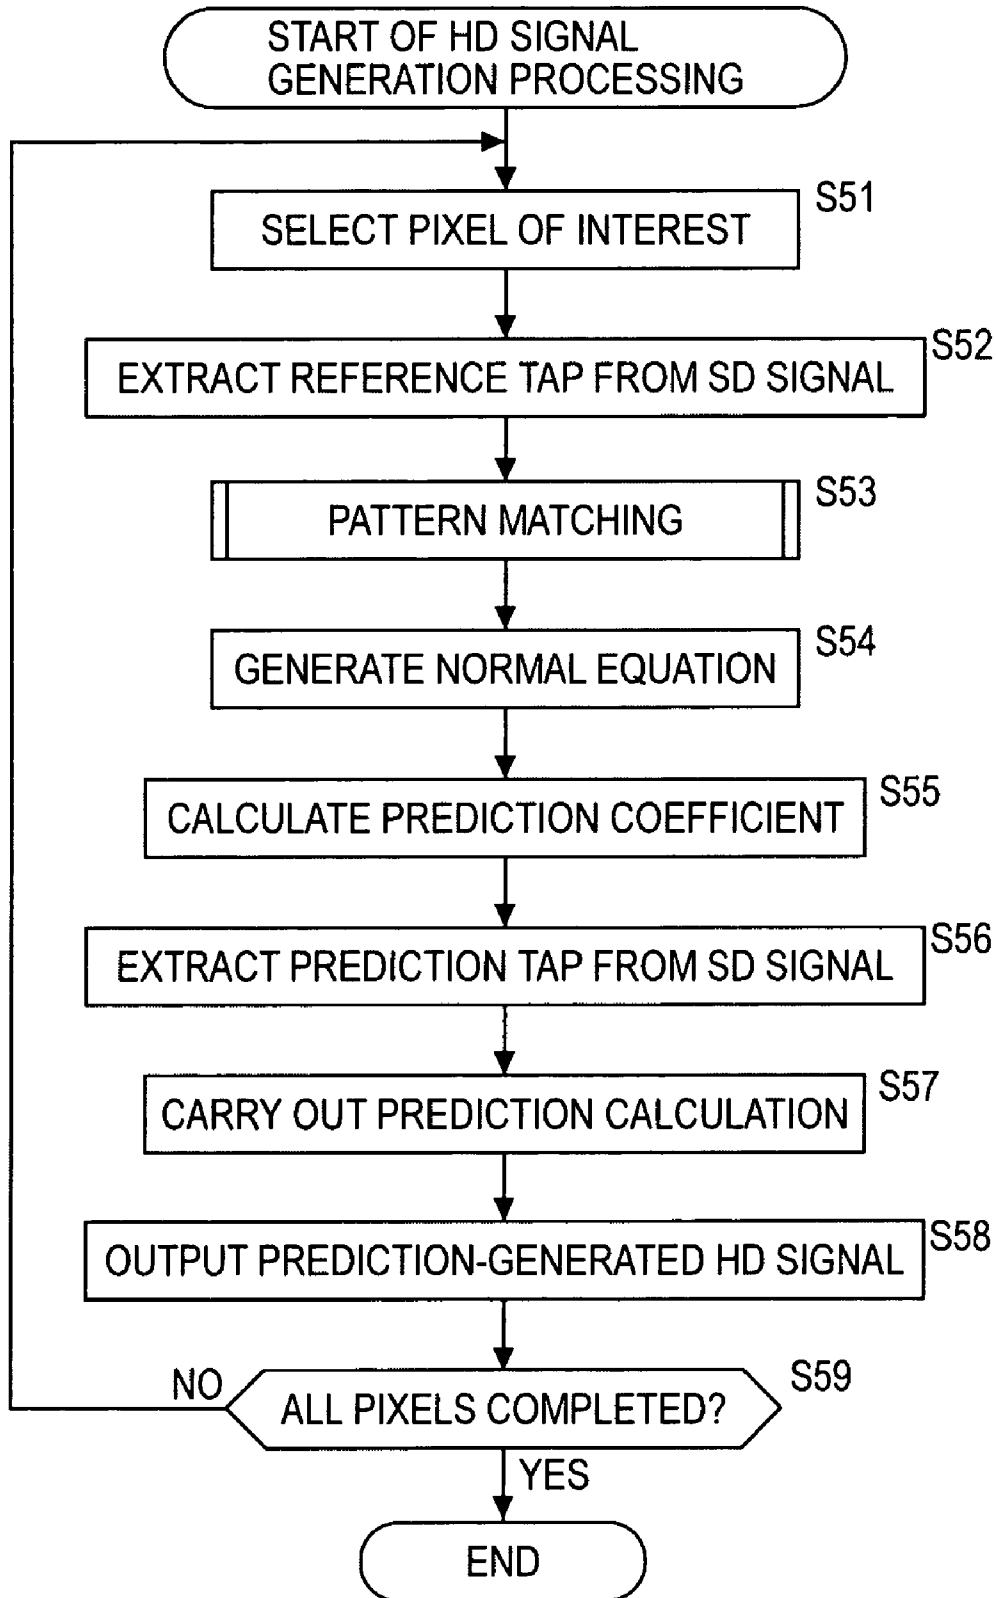 START OF HD SIGNAL
GENERATION PROCESSING
S51
SELECT PIXEL OF INTEREST
S52
EXTRACT REFERENCE TAP FROM SD SIGNAL
S53
PATTERN MATCHING
S54
GENERATE NORMAL EQUATION
S55
CALCULATE PREDICTION COEFFICIENT
S56
EXTRACT PREDICTION TAP FROM SD SIGNAL
S57
CARRY OUT PREDICTION CALCULATION
S58
OUTPUT PREDICTION-GENERATED HD SIGNAL
S59
NO
ALL PIXELS COMPLETED?
YES
END